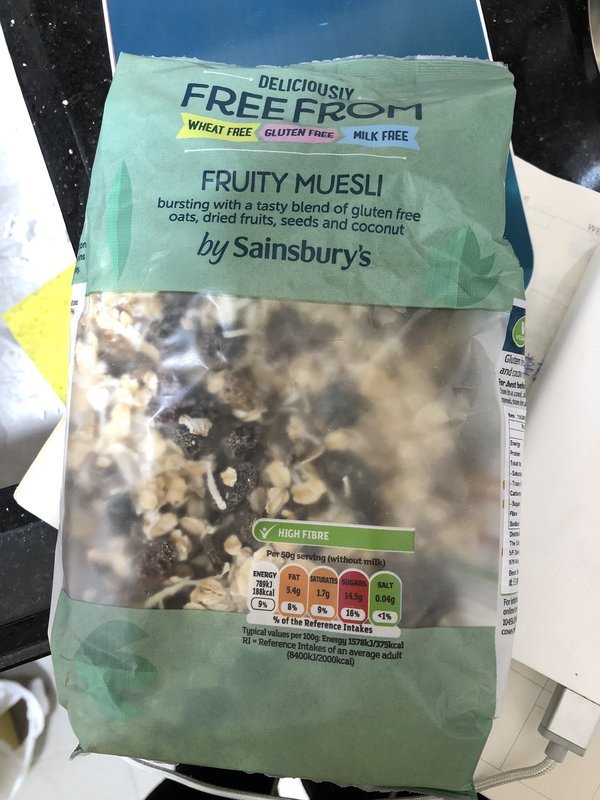 DELICIOUSLY
FREE FROM
WHEAT FREE GLUTEN FREE MILK FREE
FRUITY MUESLI
bursting with a tasty blend of gluten free
oats, dried fruits, seeds and coconut
by Sainsbury's
HIGH FIBRE
Per 50g serving (without milk)
ENERGY FAT SATURATES SUGARS SALT
789kJ
188kcal 5.4g 1.7g 14.5g 0.04g
9% 8% 9% 16% <1%
% of the Reference Intakes
Typical values per 100g: Energy 1578kJ/375kcal
RI = Reference Intakes of an average adult
(8400kJ/2000kcal)
and
For best